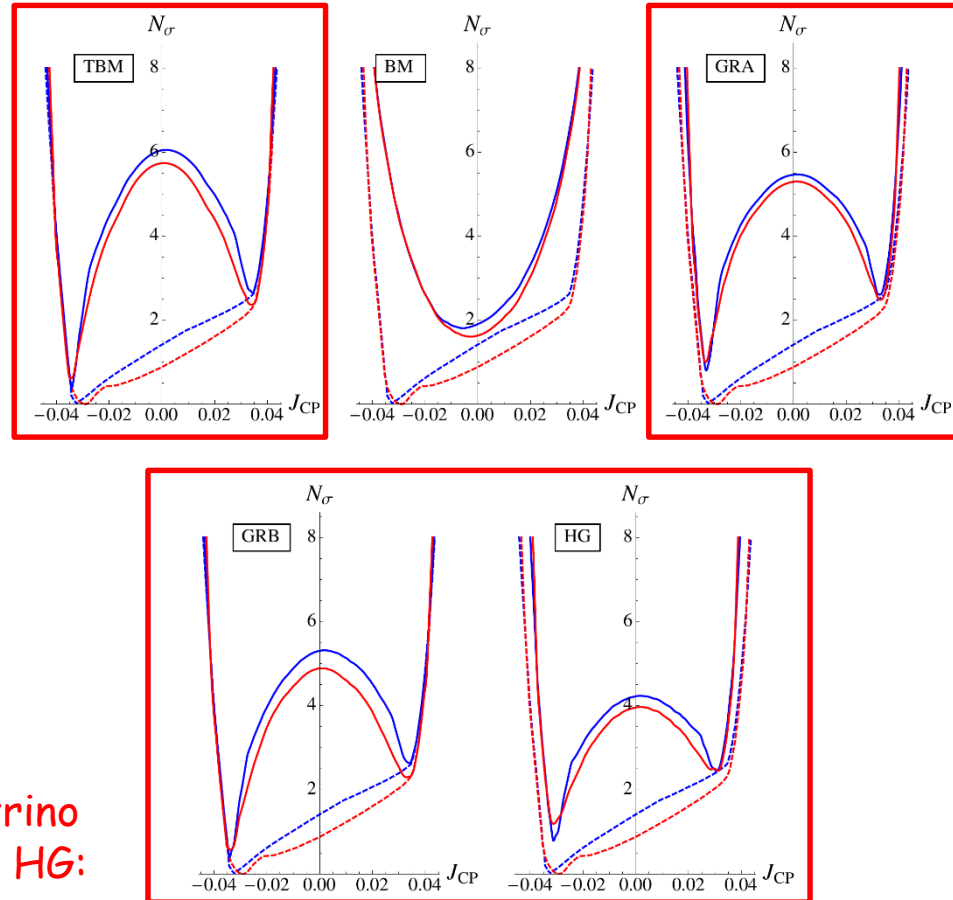 Nσ Nσ Nσ
TBM BM GRA
8 8 8
6 6 6
4 4 4
2 2 2
−0.04 −0.02 0.00 0.02 0.04 JCP −0.04 −0.02 0.00 0.02 0.04 JCP −0.04 −0.02 0.00 0.02 0.04 JCP
Nσ Nσ
GRB HG
8 8
6 6
4 4
2 2
−0.04 −0.02 0.00 0.02 0.04 JCP −0.04 −0.02 0.00 0.02 0.04 JCP
trino
HG: